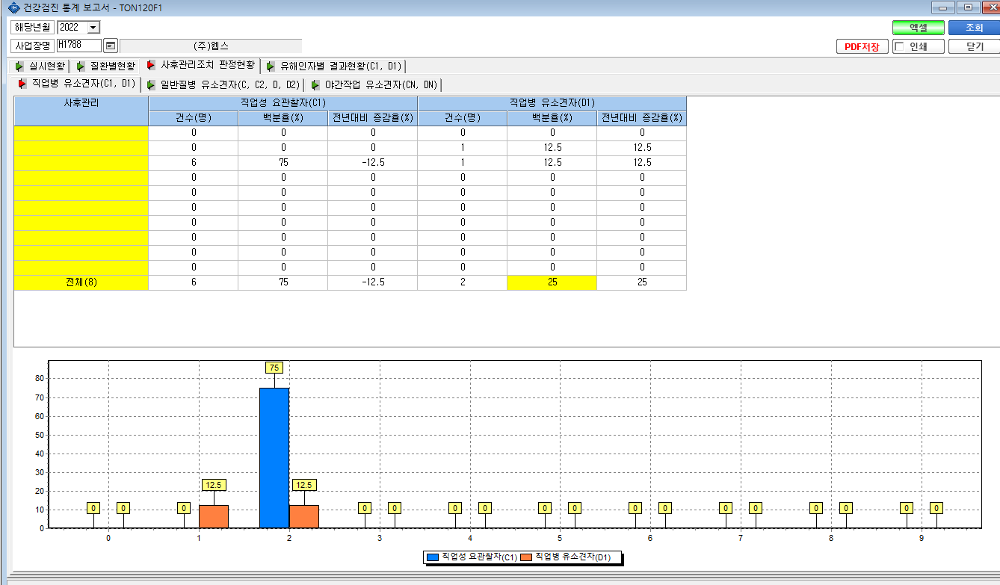 건강검진 통계 보고서 - TON120F1
해당년월 2022 엑셀 조회
사업장명 H1788 (주)웹스 PDF저장 인쇄 닫기
실시현황 질환별현황 사후관리조치 판정현황 유해인자별 결과현황(C1, D1)
직업병 유소견자(C1, D1) 일반질병 유소견자(C, C2, D, D2) 야간작업 유소견자(CN, DN)
사후관리 직업성 요관찰자(C1) 직업병 유소견자(D1)
건수(명) 백분율(%) 전년대비 증감율(%) 건수(명) 백분율(%) 전년대비 증감율(%)
0 0 0 0 0 0
0 0 0 1 12.5 12.5
6 75 -12.5 1 12.5 12.5
0 0 0 0 0 0
0 0 0 0 0 0
0 0 0 0 0 0
0 0 0 0 0 0
0 0 0 0 0 0
0 0 0 0 0 0
0 0 0 0 0 0
전체(8) 6 75 -12.5 2 25 25
75
80
70
60
50
40
30
12.5 12.5
20
0 0 0 0 0 0 0 0 0 0 0 0 0 0 0 0 0
10
0
0 1 2 3 4 5 6 7 8 9
직업성 요관찰자(C1) 직업병 유소견자(D1)